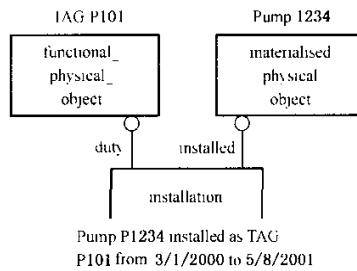 TAG P101
Pump 1234
functional_
physical_
object
materialised
physical
object
duty
installed
installation
Pump P1234 installed as TAG
P101 from 3/1/2000 to 5/8/2001